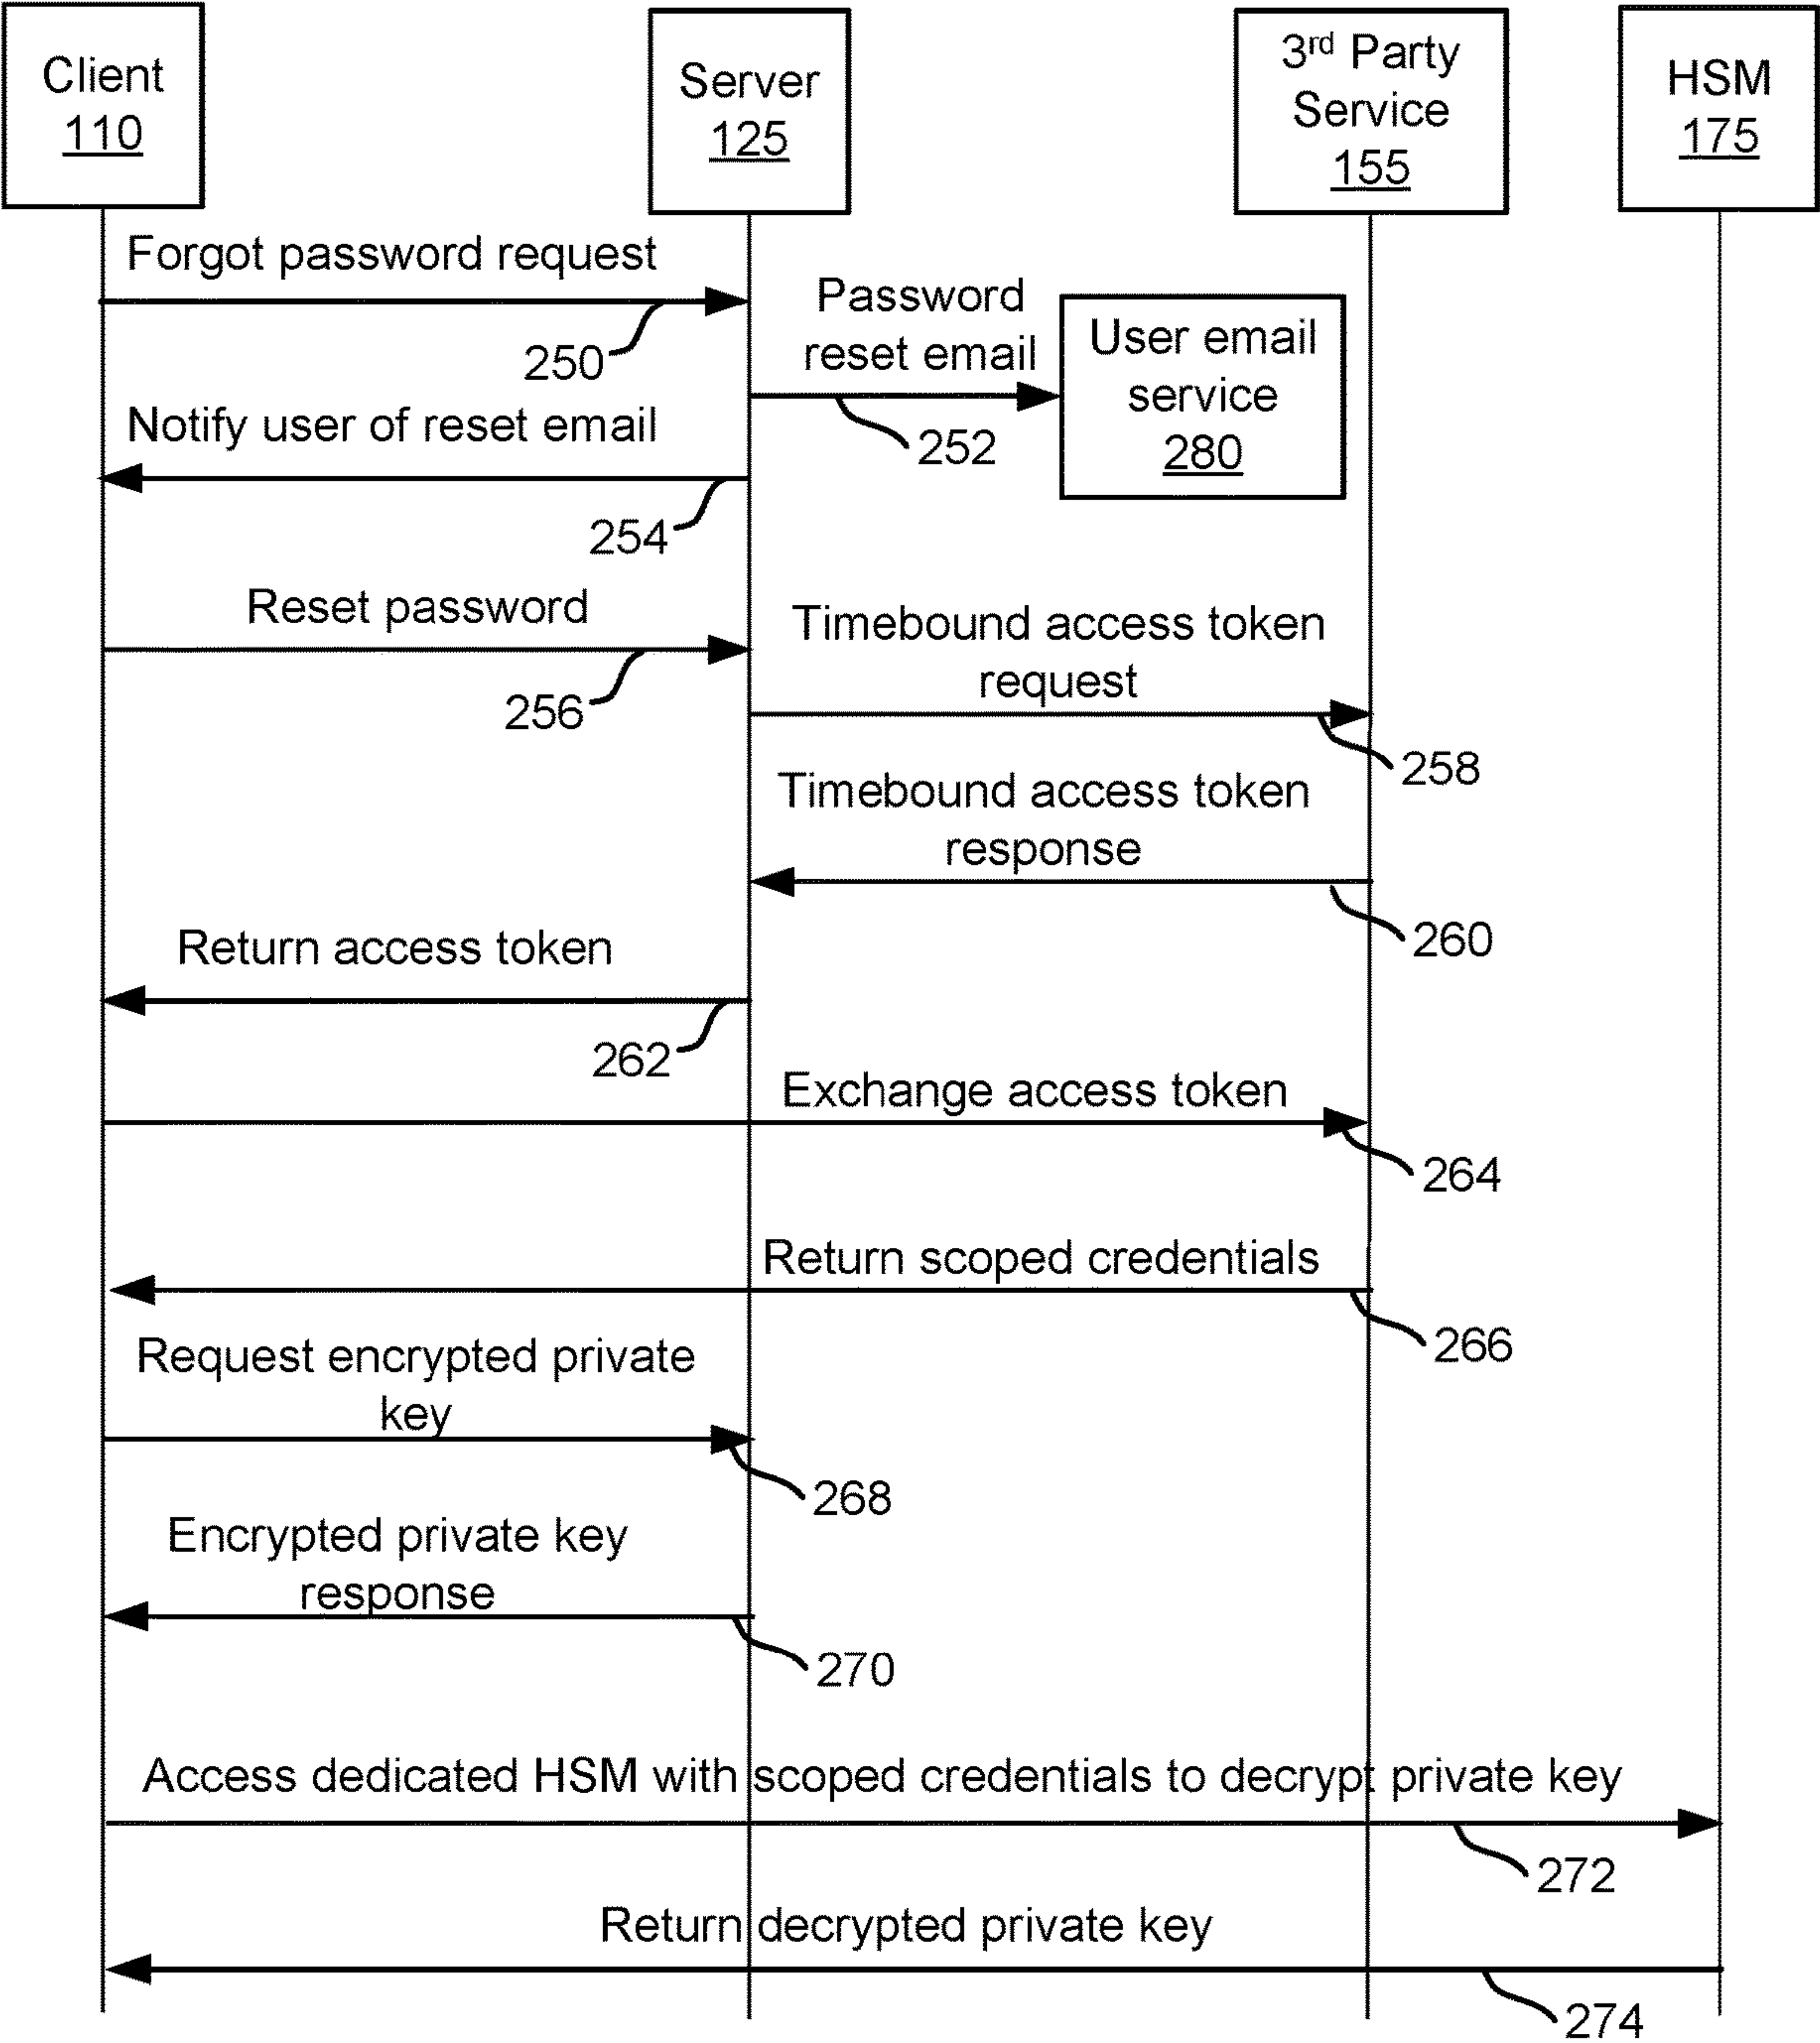 Client
110
Server
125
3rd Party
Service
155
HSM
175
Forgot password request
250
Password
reset email
252
User email
service
280
Notify user of reset email
254
Reset password
256
Timebound access token
request
258
Timebound access token
response
260
Return access token
262
Exchange access token
264
Return scoped credentials
266
Request encrypted private
key
268
Encrypted private key
response
270
Access dedicated HSM with scoped credentials to decrypt private key
272
Return decrypted private key
274